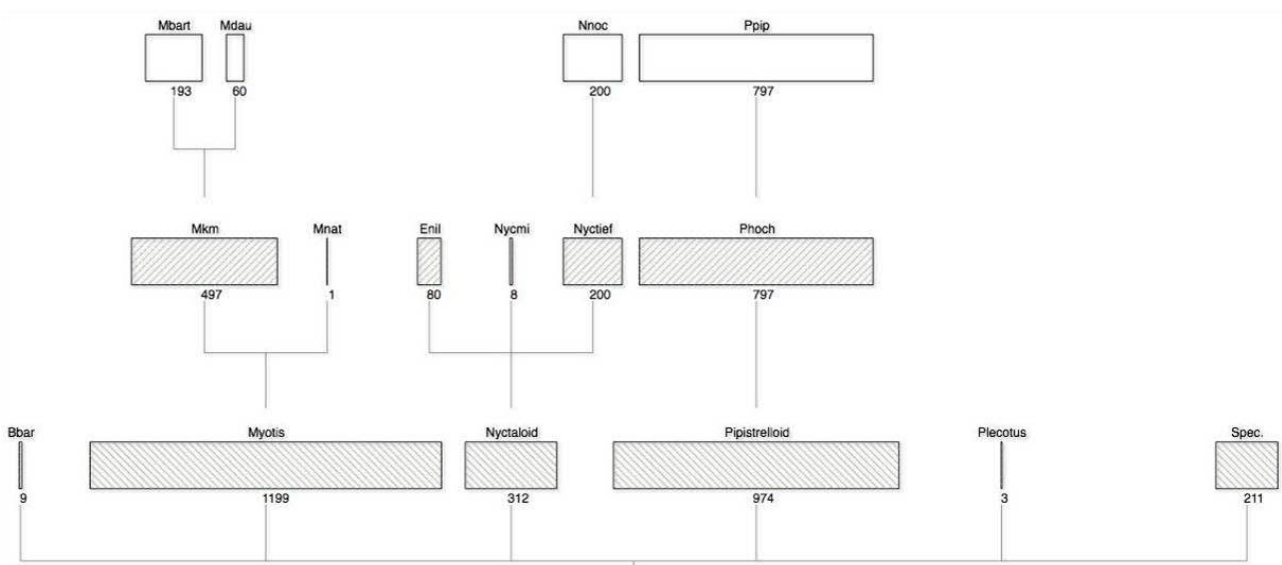 Mbart Mdau Nnoc Ppip
193 60 200 797
Mkm Mnat Enil Nycmi Nyctief Phoch
497 1 80 8 200 797
Bbar Myotis Nyctaloid Pipistrelloid Plecotus Spec.
9 1199 312 974 3 211